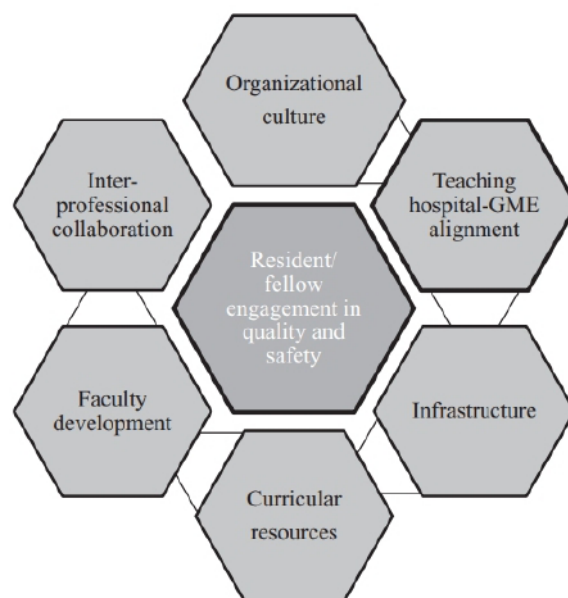 Organizational
culture
Teaching
hospital-GME
alignment
Infrastructure
Curricular
resources
Faculty
development
Inter-
professional
collaboration
Resident/
fellow
engagement in
quality and
safety